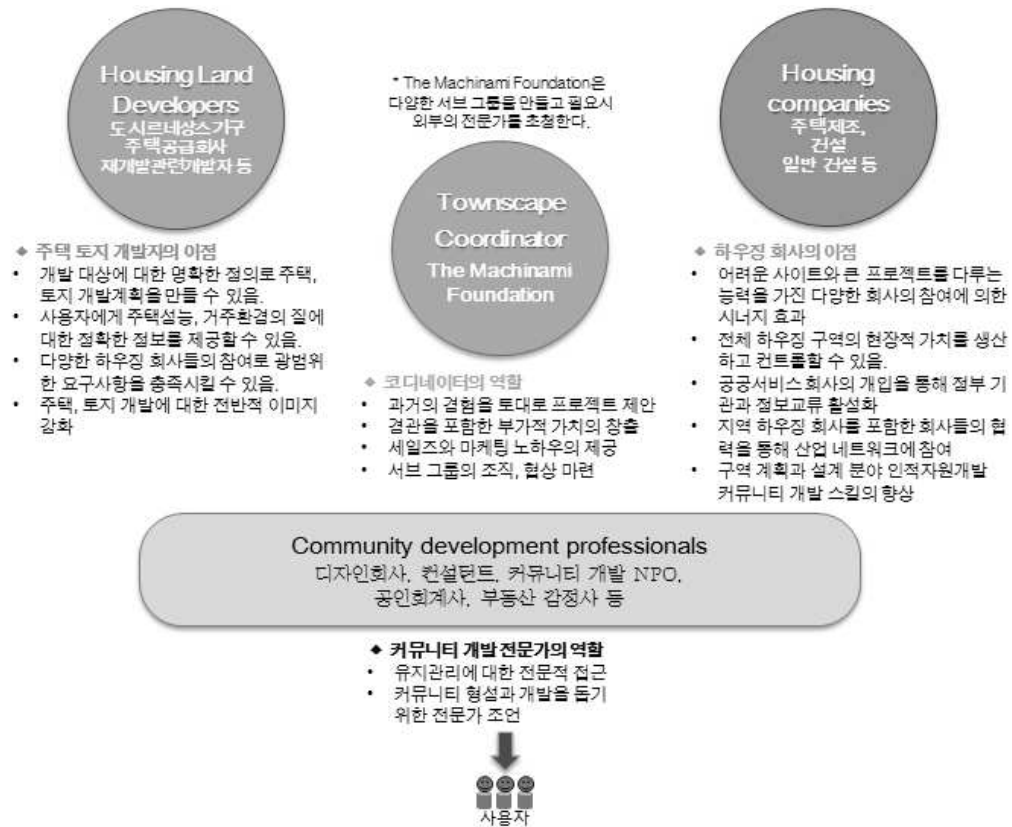 Housing Land
Developers
도시르네상스기구
주택공급회사
재개발관련개발자 등
* The Machinami Foundation은
다양한 서브 그룹을 만들고 필요시
외부의 전문가를 초청한다.
Housing
companies
주택제조,
건설
일반 건설 등
Townscape
Coordinator
The Machinami
Foundation
◆ 주택 토지 개발자의 이점
• 개발 대상에 대한 명확한 정의로 주택,
토지 개발계획을 만들 수 있음.
• 사용자에게 주택성능, 거주환경의 질에
대한 정확한 정보를 제공할 수 있음.
• 다양한 하우징 회사들의 참여로 광범위
한 요구사항을 충족시킬 수 있음.
• 주택, 토지 개발에 대한 전반적 이미지
강화
◆ 코디네이터의 역할
• 과거의 경험을 토대로 프로젝트 제안
• 경관을 포함한 부가적 가치의 창출
• 세일즈와 마케팅 노하우의 제공
• 서브 그룹의 조직, 협상 마련
◆ 하우징 회사의 이점
• 어려운 사이트와 큰 프로젝트를 다루는
능력을 가진 다양한 회사의 참여에 의한
시너지 효과
• 전체 하우징 구역의 현장적 가치를 생산
하고 컨트롤할 수 있음.
• 공공서비스 회사의 개입을 통해 정부 기
관과 정보교류 활성화
• 지역 하우징 회사를 포함한 회사들의 협
력을 통해 산업 네트워크에 참여
• 구역 계획과 설계 분야 인적자원개발
커뮤니티 개발 스킬의 향상
Community development professionals
디자인회사, 컨설턴트, 커뮤니티 개발 NPO,
공인회계사, 부동산 감정사 등
◆ 커뮤니티 개발 전문가의 역할
• 유지관리에 대한 전문적 접근
• 커뮤니티 형성과 개발을 돕기
위한 전문가 조언
사용자